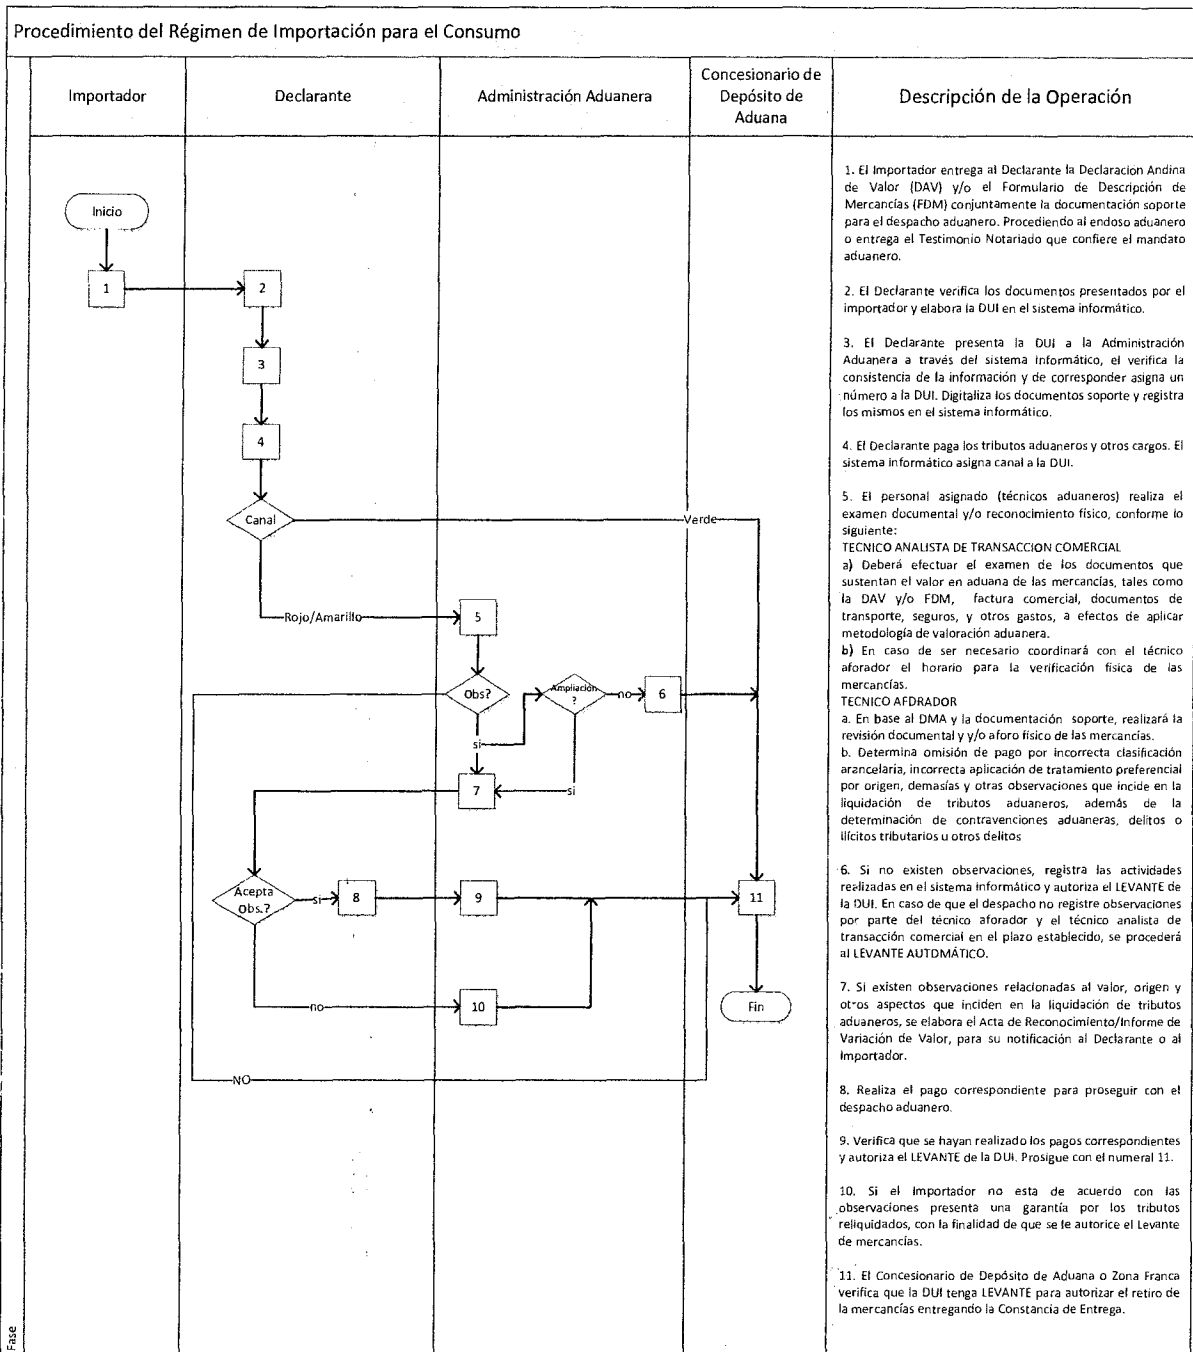 Procedimiento del Régimen de Importación para el Consumo
Importador
Declarante
Administración Aduanera
Concesionario de
Depósito de
Aduana
Descripción de la Operación
Inicio
1
2
3
4
Canal
Verde
Rojo/Amarillo
5
Obs?
Ampliación
?
no
6
si
si
7
Acepta
Obs.?
si
8
9
11
no
10
Fin
NO
Fase
1. El Importador entrega al Declarante la Declaración Andina
de Valor (DAV) y/o el Formulario de Descripción de
Mercancías (FDM) conjuntamente la documentación soporte
para el despacho aduanero. Procediendo al endoso aduanero
o entrega el Testimonio Notariado que confiere el mandato
aduanero.
2. El Declarante verifica los documentos presentados por el
importador y elabora la DUI en el sistema informático.
3. El Declarante presenta la DUI a la Administración
Aduanera a través del sistema informático, el verifica la
consistencia de la información y de corresponder asigna un
número a la DUI. Digitaliza los documentos soporte y registra
los mismos en el sistema informático.
4. El Declarante paga los tributos aduaneros y otros cargos. El
sistema informático asigna canal a la DUI.
5. El personal asignado (técnicos aduaneros) realiza el
examen documental y/o reconocimiento físico, conforme lo
siguiente:
TECNICO ANALISTA DE TRANSACCION COMERCIAL
a) Deberá efectuar el examen de los documentos que
sustentan el valor en aduana de las mercancías, tales como
la DAV y/o FDM, factura comercial, documentos de
transporte, seguros, y otros gastos, a efectos de aplicar
metodología de valoración aduanera.
b) En caso de ser necesario coordinará con el técnico
aforador el horario para la verificación física de las
mercancías.
TECNICO AFDRADOR
a. En base al DMA y la documentación soporte, realizará la
revisión documental y y/o aforo físico de las mercancías.
b. Determina omisión de pago por incorrecta clasificación
arancelaria, incorrecta aplicación de tratamiento preferencial
por origen, demasías y otras observaciones que incide en la
liquidación de tributos aduaneros, además de la
determinación de contravenciones aduaneras, delitos o
ilícitos tributarios u otros delitos
6. Si no existen observaciones, registra las actividades
realizadas en el sistema informático y autoriza el LEVANTE de
la DUI. En caso de que el despacho no registre observaciones
por parte del técnico aforador y el técnico analista de
transacción comercial en el plazo establecido, se procederá
al LEVANTE AUTDMÁTICO.
7. Si existen observaciones relacionadas al valor, origen y
otros aspectos que inciden en la liquidación de tributos
aduaneros, se elabora el Acta de Reconocimiento/Informe de
Variación de Valor, para su notificación al Declarante o al
Importador.
8. Realiza el pago correspondiente para proseguir con el
despacho aduanero.
9. Verifica que se hayan realizado los pagos correspondientes
y autoriza el LEVANTE de la DUI. Prosigue con el numeral 11.
10. Si el Importador no esta de acuerdo con las
observaciones presenta una garantía por los tributos
reliquidados, con la finalidad de que se le autorice el Levante
de mercancías.
11. El Concesionario de Depósito de Aduana o Zona Franca
verifica que la DUI tenga LEVANTE para autorizar el retiro de
la mercancías entregando la Constancia de Entrega.